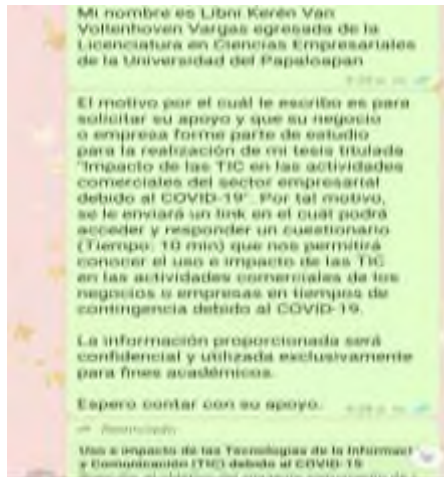 Mi nombre es Libni Kerén Van
Voltenhoven Vargas egresada de la
Licenciatura en Ciencias Empresariales
de la Universidad del Papaloapan
El motivo por el cuál le escribo es para
solicitar su apoyo y que su negocio
o empresa forme parte de estudio
para la realización de mi tesis titulada
"Impacto de las TIC en las actividades
comerciales del sector empresarial
debido al COVID-19". Por tal motivo,
se le enviará un link en el cuál podrá
acceder y responder un cuestionario
(Tiempo: 10 min) que nos permitirá
conocer el uso e impacto de las TIC
en las actividades comerciales de los
negocios o empresas en tiempos de
contingencia debido al COVID-19.
La información proporcionada será
confidencial y utilizada exclusivamente
para fines académicos.
Espero contar con su apoyo.
Reenviado
Uso e impacto de las Tecnologías de la Informaci
y Comunicación (TIC) debido al COVID-19